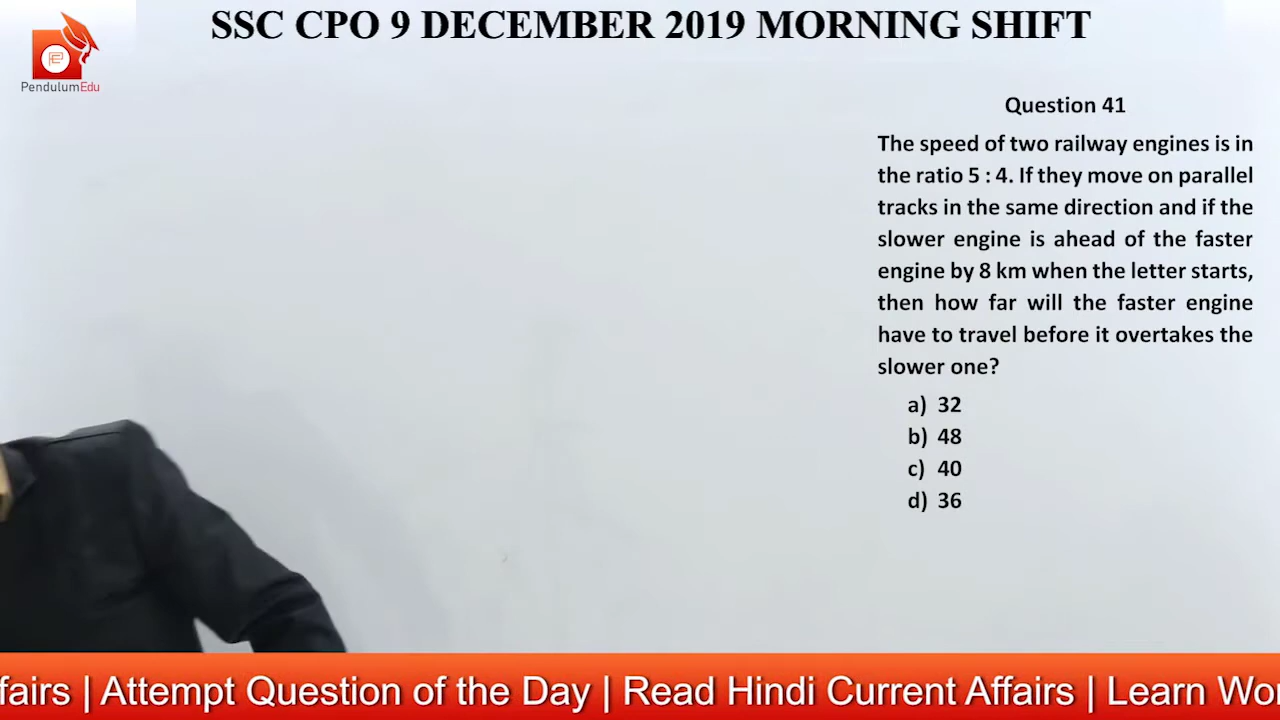 SSC CPO 9 DECEMBER 2019 MORNING SHIFT
PendulumEdu
Question 41
The speed of two railway engines is in
the ratio 5 : 4. If they move on parallel
tracks in the same direction and if the
slower engine is ahead of the faster
engine by 8 km when the letter starts,
then how far will the faster engine
have to travel before it overtakes the
slower one?
a) 32
b) 48
c) 40
d) 36
fairs | Attempt Question of the Day | Read Hindi Current Affairs | Learn Wo